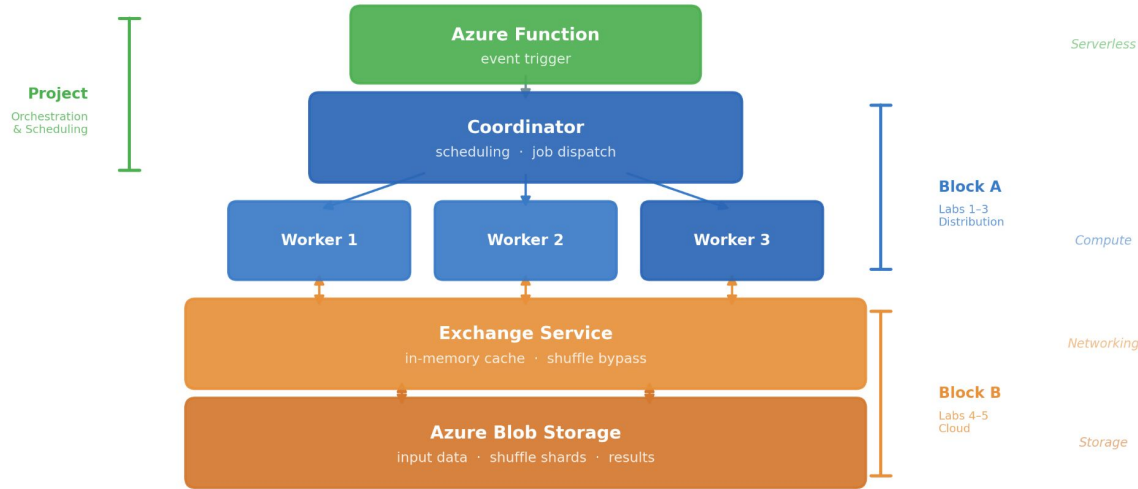 Azure Function
event trigger
Serverless
Project
Orchestration
& Scheduling
Coordinator
scheduling · job dispatch
Block A
Labs 1–3
Distribution
Worker 1
Worker 2
Worker 3
Compute
Exchange Service
in-memory cache · shuffle bypass
Networking
Block B
Labs 4–5
Cloud
Azure Blob Storage
input data · shuffle shards · results
Storage